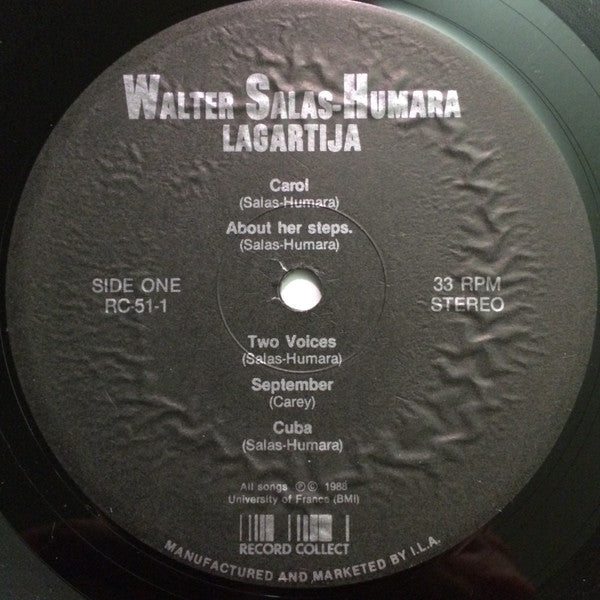 WALTER SALAS-HUMARA
LAGARTIJA
Carol
(Salas-Humara)
About her steps.
(Salas-Humara)
SIDE ONE
RC-51-1
33 RPM
STEREO
Two Voices
(Salas-Humara)
September
(Carey)
Cuba
(Salas-Humara)
All songs ℗ © 1988
University of France (BMI)
RECORD COLLECT
MANUFACTURED AND MARKETED BY I.L.A.